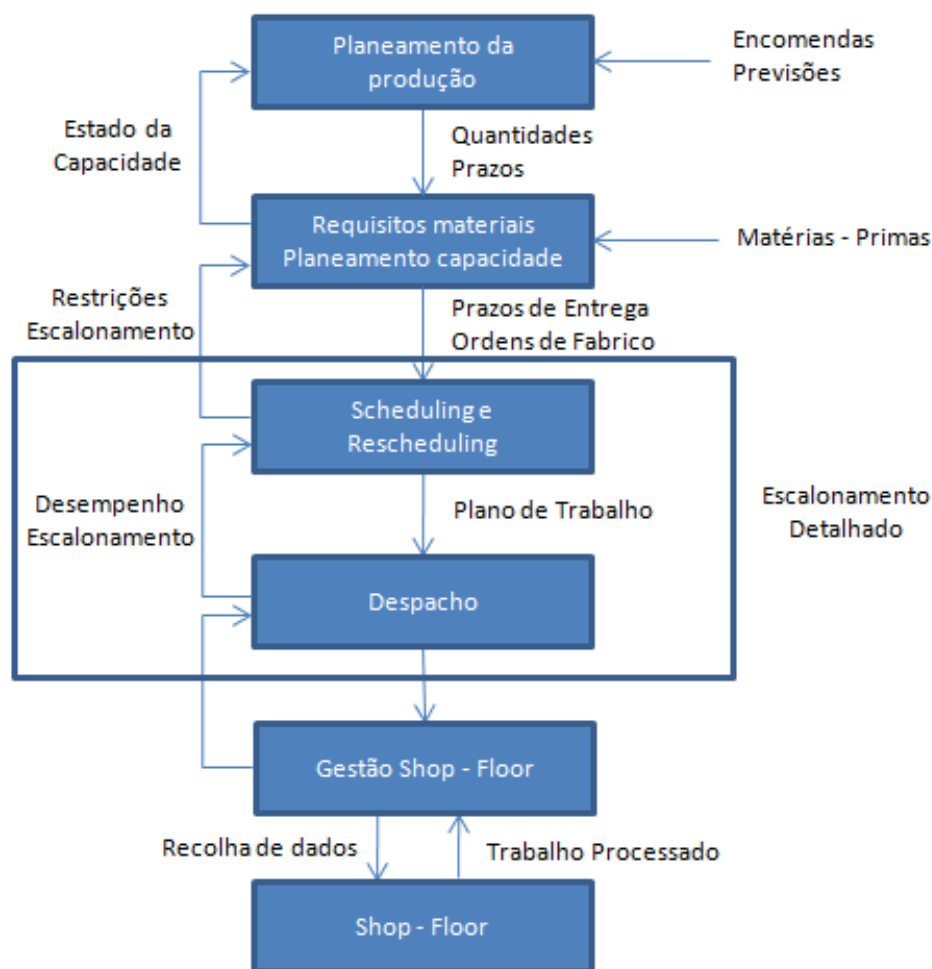 Planeamento da
produção
Encomendas
Previsões
Estado da
Capacidade
Quantidades
Prazos
Requisitos materiais
Planeamento capacidade
Matérias - Primas
Restrições
Escalonamento
Prazos de Entrega
Ordens de Fabrico
Scheduling e
Rescheduling
Desempenho
Escalonamento
Plano de Trabalho
Escalonamento
Detalhado
Despacho
Gestão Shop - Floor
Recolha de dados
Trabalho Processado
Shop - Floor